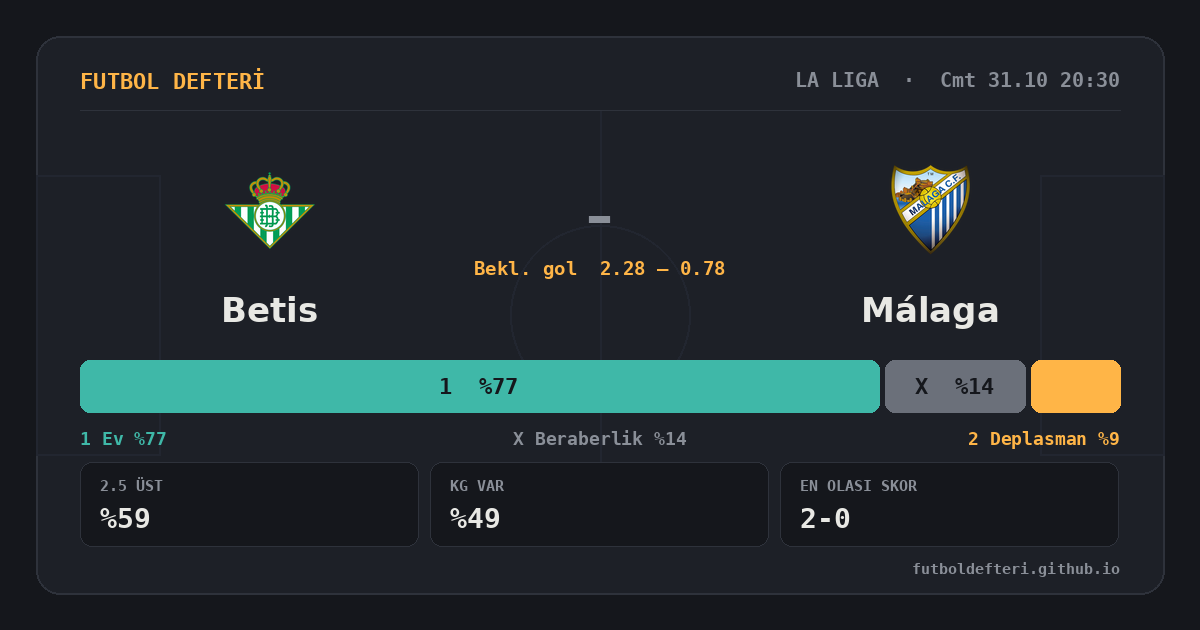 FUTBOL DEFTERİ
LA LIGA · Cmt 31.10 20:30
MALAGA C.F.
–
Bekl. gol 2.28 – 0.78
Betis
Málaga
1 %77
X %14
1 Ev %77
X Beraberlik %14
2 Deplasman %9
2.5 ÜST
KG VAR
EN OLASI SKOR
%59
%49
2-0
futboldefteri.github.io